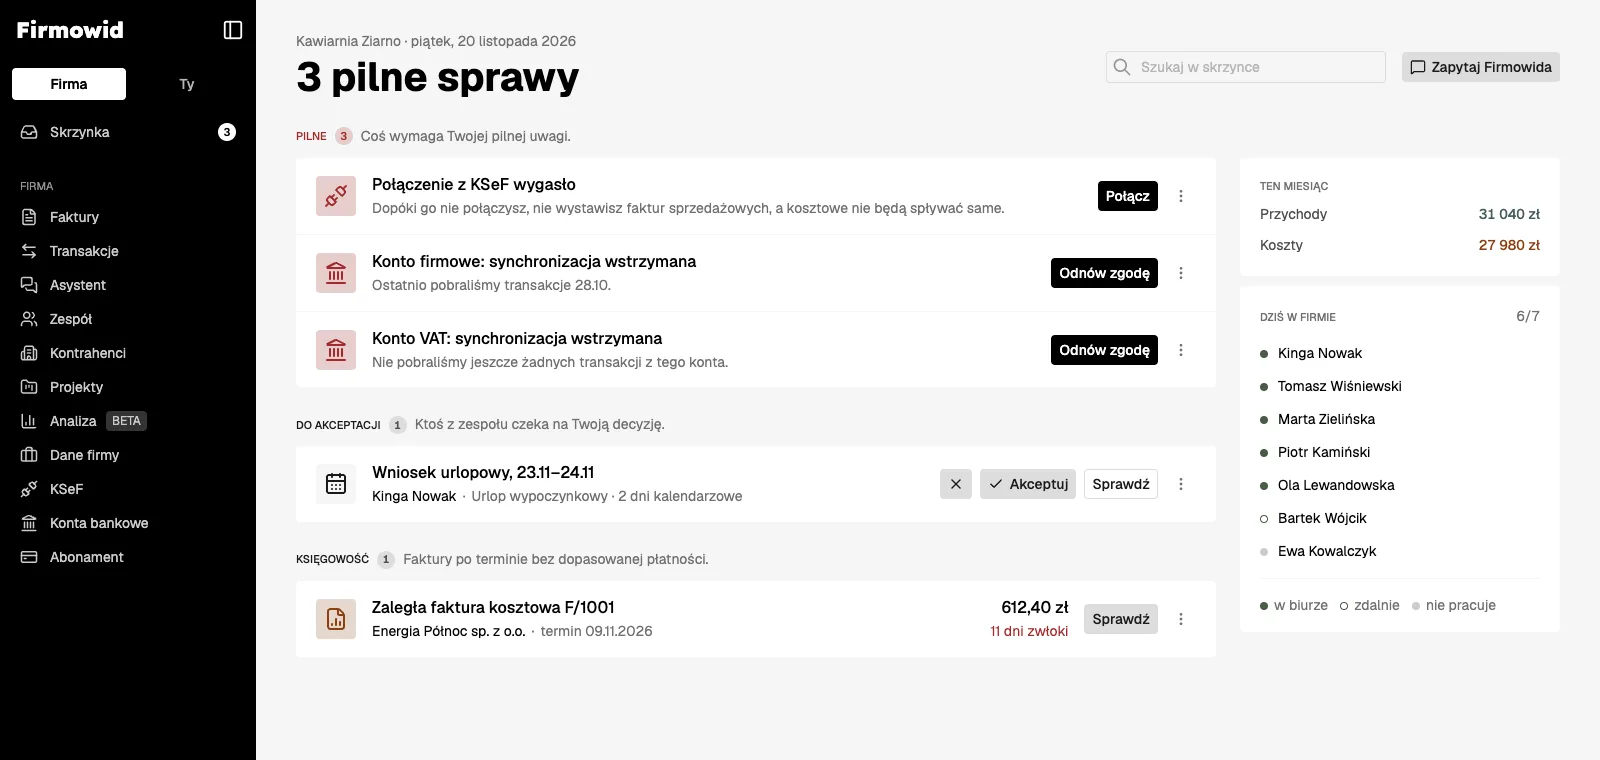 Firmowid
Firma
Ty
Skrzynka
3
FIRMA
Faktury
Transakcje
Asystent
Zespół
Kontrahenci
Projekty
Analiza BETA
Dane firmy
KSeF
Konta bankowe
Abonament
Kawiarnia Ziarno · piątek, 20 listopada 2026
3 pilne sprawy
Szukaj w skrzynce
Zapytaj Firmowida
PILNE 3 Coś wymaga Twojej pilnej uwagi.
Połączenie z KSeF wygasło
Dopóki go nie połączysz, nie wystawisz faktur sprzedażowych, a kosztowe nie będą spływać same.
Połącz
Konto firmowe: synchronizacja wstrzymana
Ostatnio pobraliśmy transakcje 28.10.
Odnów zgodę
Konto VAT: synchronizacja wstrzymana
Nie pobraliśmy jeszcze żadnych transakcji z tego konta.
Odnów zgodę
DO AKCEPTACJI 1 Ktoś z zespołu czeka na Twoją decyzję.
Wniosek urlopowy, 23.11–24.11
Kinga Nowak · Urlop wypoczynkowy · 2 dni kalendarzowe
Akceptuj
Sprawdź
KSIĘGOWOŚĆ 1 Faktury po terminie bez dopasowanej płatności.
Zaległa faktura kosztowa F/1001
Energia Północ sp. z o.o. · termin 09.11.2026
612,40 zł
11 dni zwłoki
Sprawdź
TEN MIESIĄC
Przychody 31 040 zł
Koszty 27 980 zł
DZIŚ W FIRMIE 6/7
Kinga Nowak
Tomasz Wiśniewski
Marta Zielińska
Piotr Kamiński
Ola Lewandowska
Bartek Wójcik
Ewa Kowalczyk
w biurze zdalnie nie pracuje